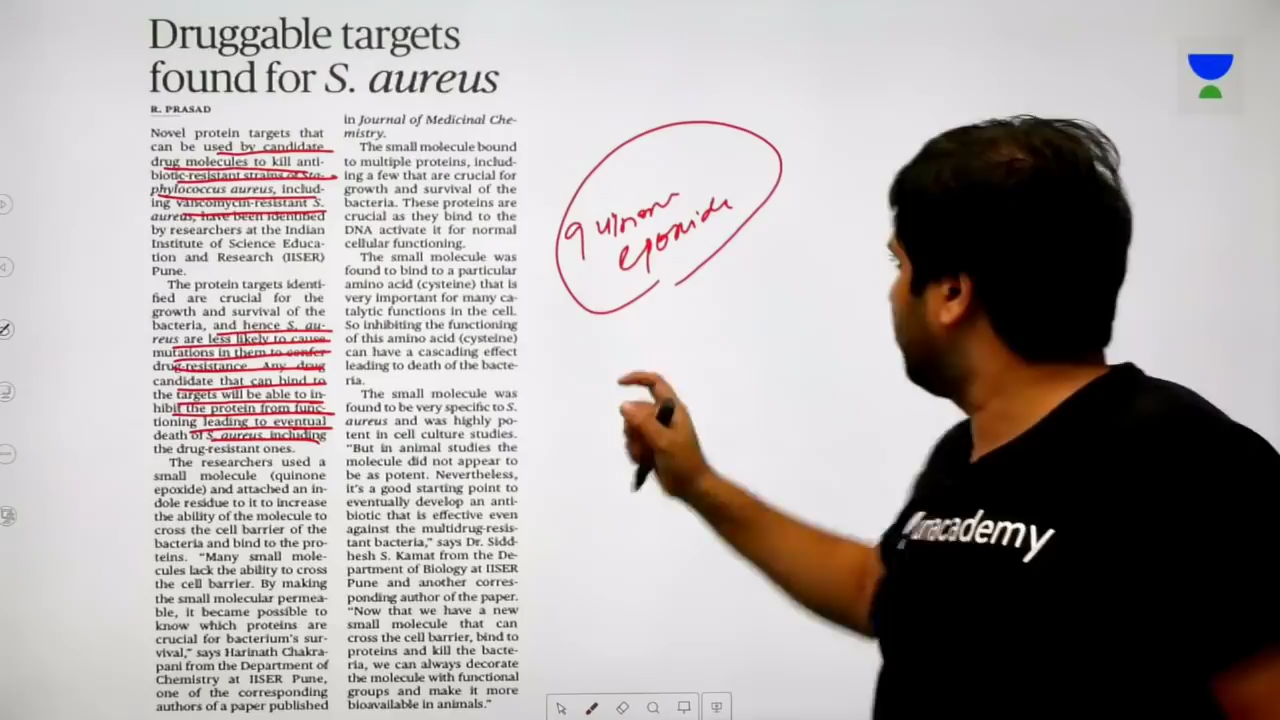 Druggable targets
found for S. aureus
R. PRASAD
Novel protein targets that
can be used by candidate
drug molecules to kill anti-
biotic-resistant strains of Sta-
phylococcus aureus, includ-
ing vancomycin-resistant S.
aureus, have been identified
by researchers at the Indian
Institute of Science Educa-
tion and Research (IISER)
Pune.
The protein targets identi-
fied are crucial for the
growth and survival of the
bacteria, and hence S. au-
reus are less likely to cause
mutations in them to confer
drug-resistance. Any drug
candidate that can bind to
the targets will be able to in-
hibit the protein from func-
tioning leading to eventual
death of S. aureus including
the drug-resistant ones.
The researchers used a
small molecule (quinone
epoxide) and attached an in-
dole residue to it to increase
the ability of the molecule to
cross the cell barrier of the
bacteria and bind to the pro-
teins. "Many small mole-
cules lack the ability to cross
the cell barrier. By making
the small molecular permea-
ble, it became possible to
know which proteins are
crucial for bacterium's sur-
vival," says Harinath Chakra-
pani from the Department of
Chemistry at IISER Pune,
one of the corresponding
authors of a paper published
in Journal of Medicinal Che-
mistry.
The small molecule bound
to multiple proteins, includ-
ing a few that are crucial for
growth and survival of the
bacteria. These proteins are
crucial as they bind to the
DNA activate it for normal
cellular functioning.
The small molecule was
found to bind to a particular
amino acid (cysteine) that is
very important for many ca-
talytic functions in the cell.
So inhibiting the functioning
of this amino acid (cysteine)
can have a cascading effect
leading to death of the bacte-
ria.
The small molecule was
found to be very specific to S.
aureus and was highly po-
tent in cell culture studies.
"But in animal studies the
molecule did not appear to
be as potent. Nevertheless,
it's a good starting point to
eventually develop an anti-
biotic that is effective even
against the multidrug-resis-
tant bacteria," says Dr. Sidd-
hesh S. Kamat from the De-
partment of Biology at IISER
Pune and another corres-
ponding author of the paper.
"Now that we have a new
small molecule that can
cross the cell barrier, bind to
proteins and kill the bacte-
ria, we can always decorate
the molecule with functional
groups and make it more
bioavailable in animals."
quinone
epoxide
unacademy